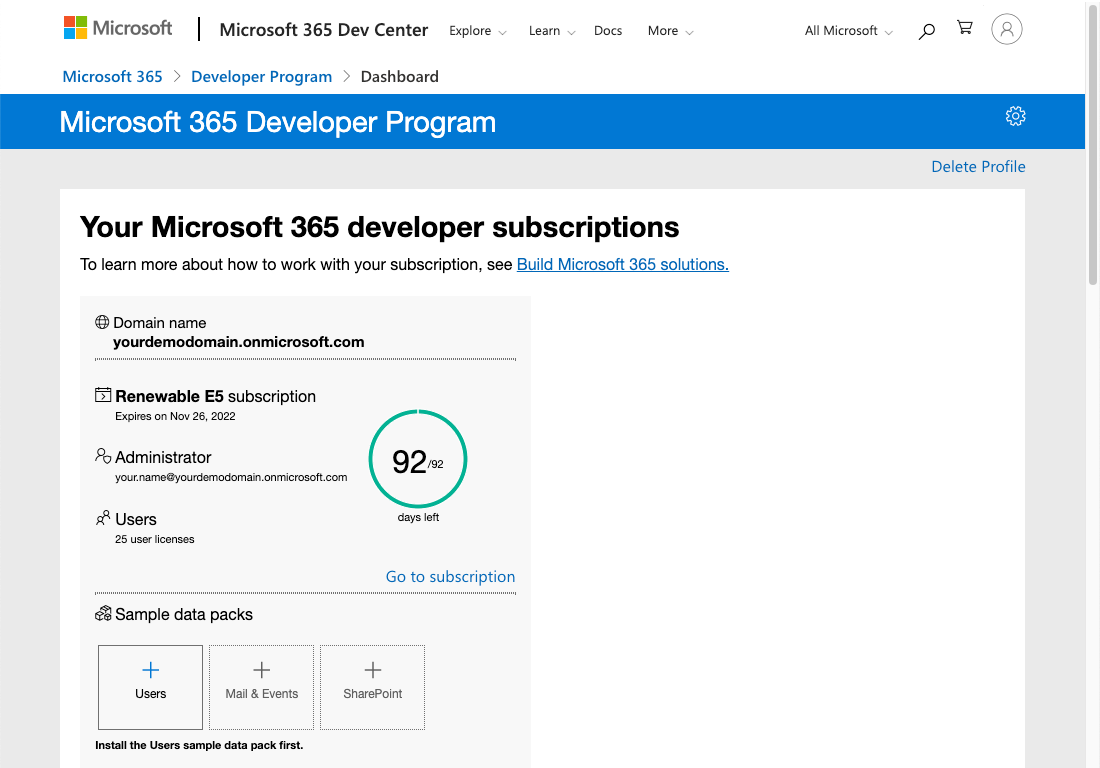 Microsoft
Microsoft 365 Dev Center
Explore
Learn
Docs
More
All Microsoft
Microsoft 365 > Developer Program > Dashboard
Microsoft 365 Developer Program
Delete Profile
Your Microsoft 365 developer subscriptions
To learn more about how to work with your subscription, see Build Microsoft 365 solutions.
Domain name
yourdemodomain.onmicrosoft.com
Renewable E5 subscription
Expires on Nov 26, 2022
Administrator
your.name@yourdemodomain.onmicrosoft.com
92/92
days left
Users
25 user licenses
Go to subscription
Sample data packs
Users
Mail & Events
SharePoint
Install the Users sample data pack first.